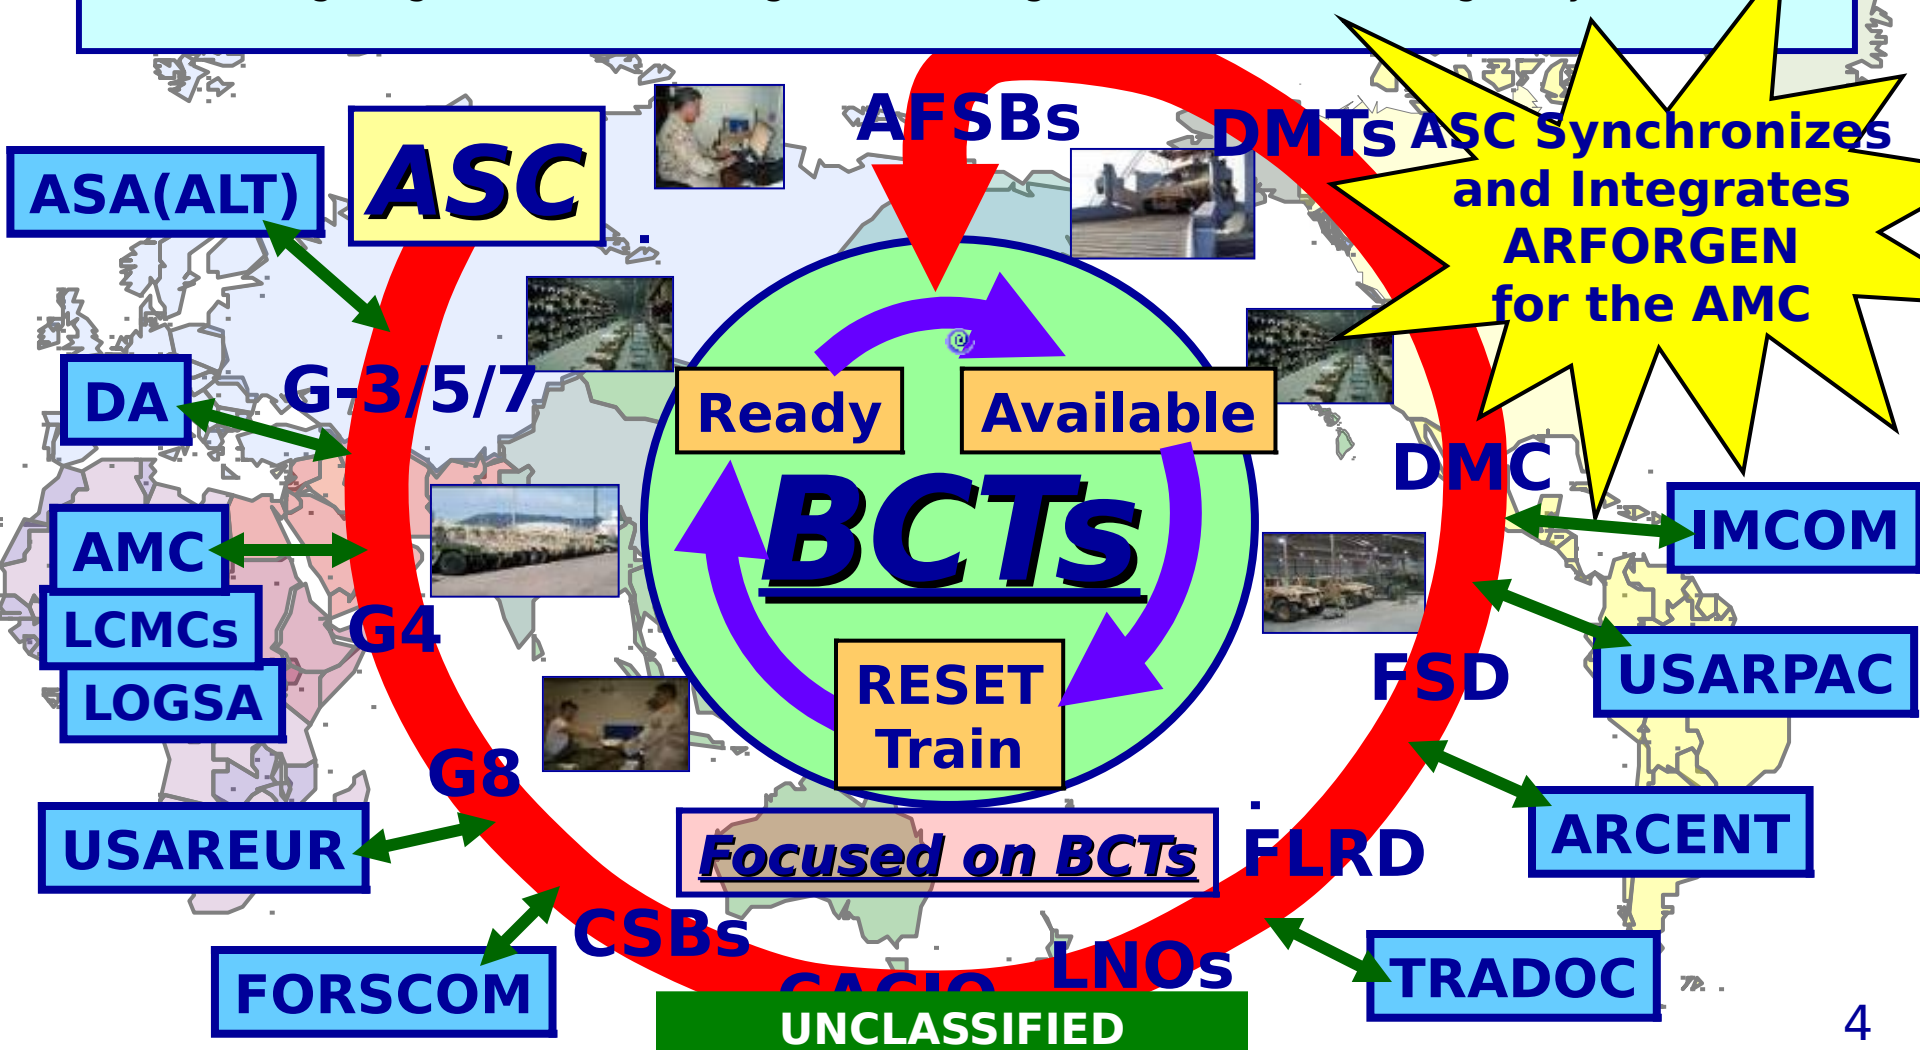 AFSBs
DMTs
ASC Synchronizes
and Integrates
ARFORGEN
for the AMC
ASC
ASA(ALT)
DA
G-3/5/7
Ready
Available
BCTs
DMC
IMCOM
AMC
LCMCs
LOGSA
G4
FSD
USARPAC
RESET
Train
G8
USAREUR
Focused on BCTs
FLRD
ARCENT
CSBs
LNOs
FORSCOM
TRADOC
UNCLASSIFIED
4